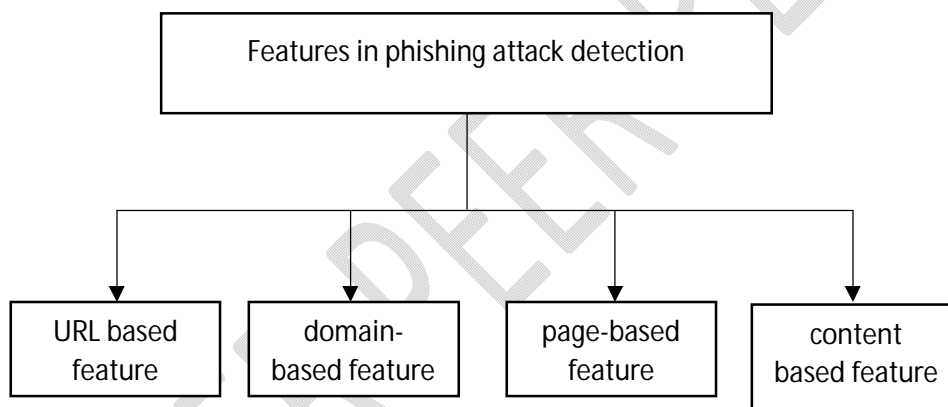 Features in phishing attack detection
URL based
feature
domain-
based feature
page-based
feature
content
based feature